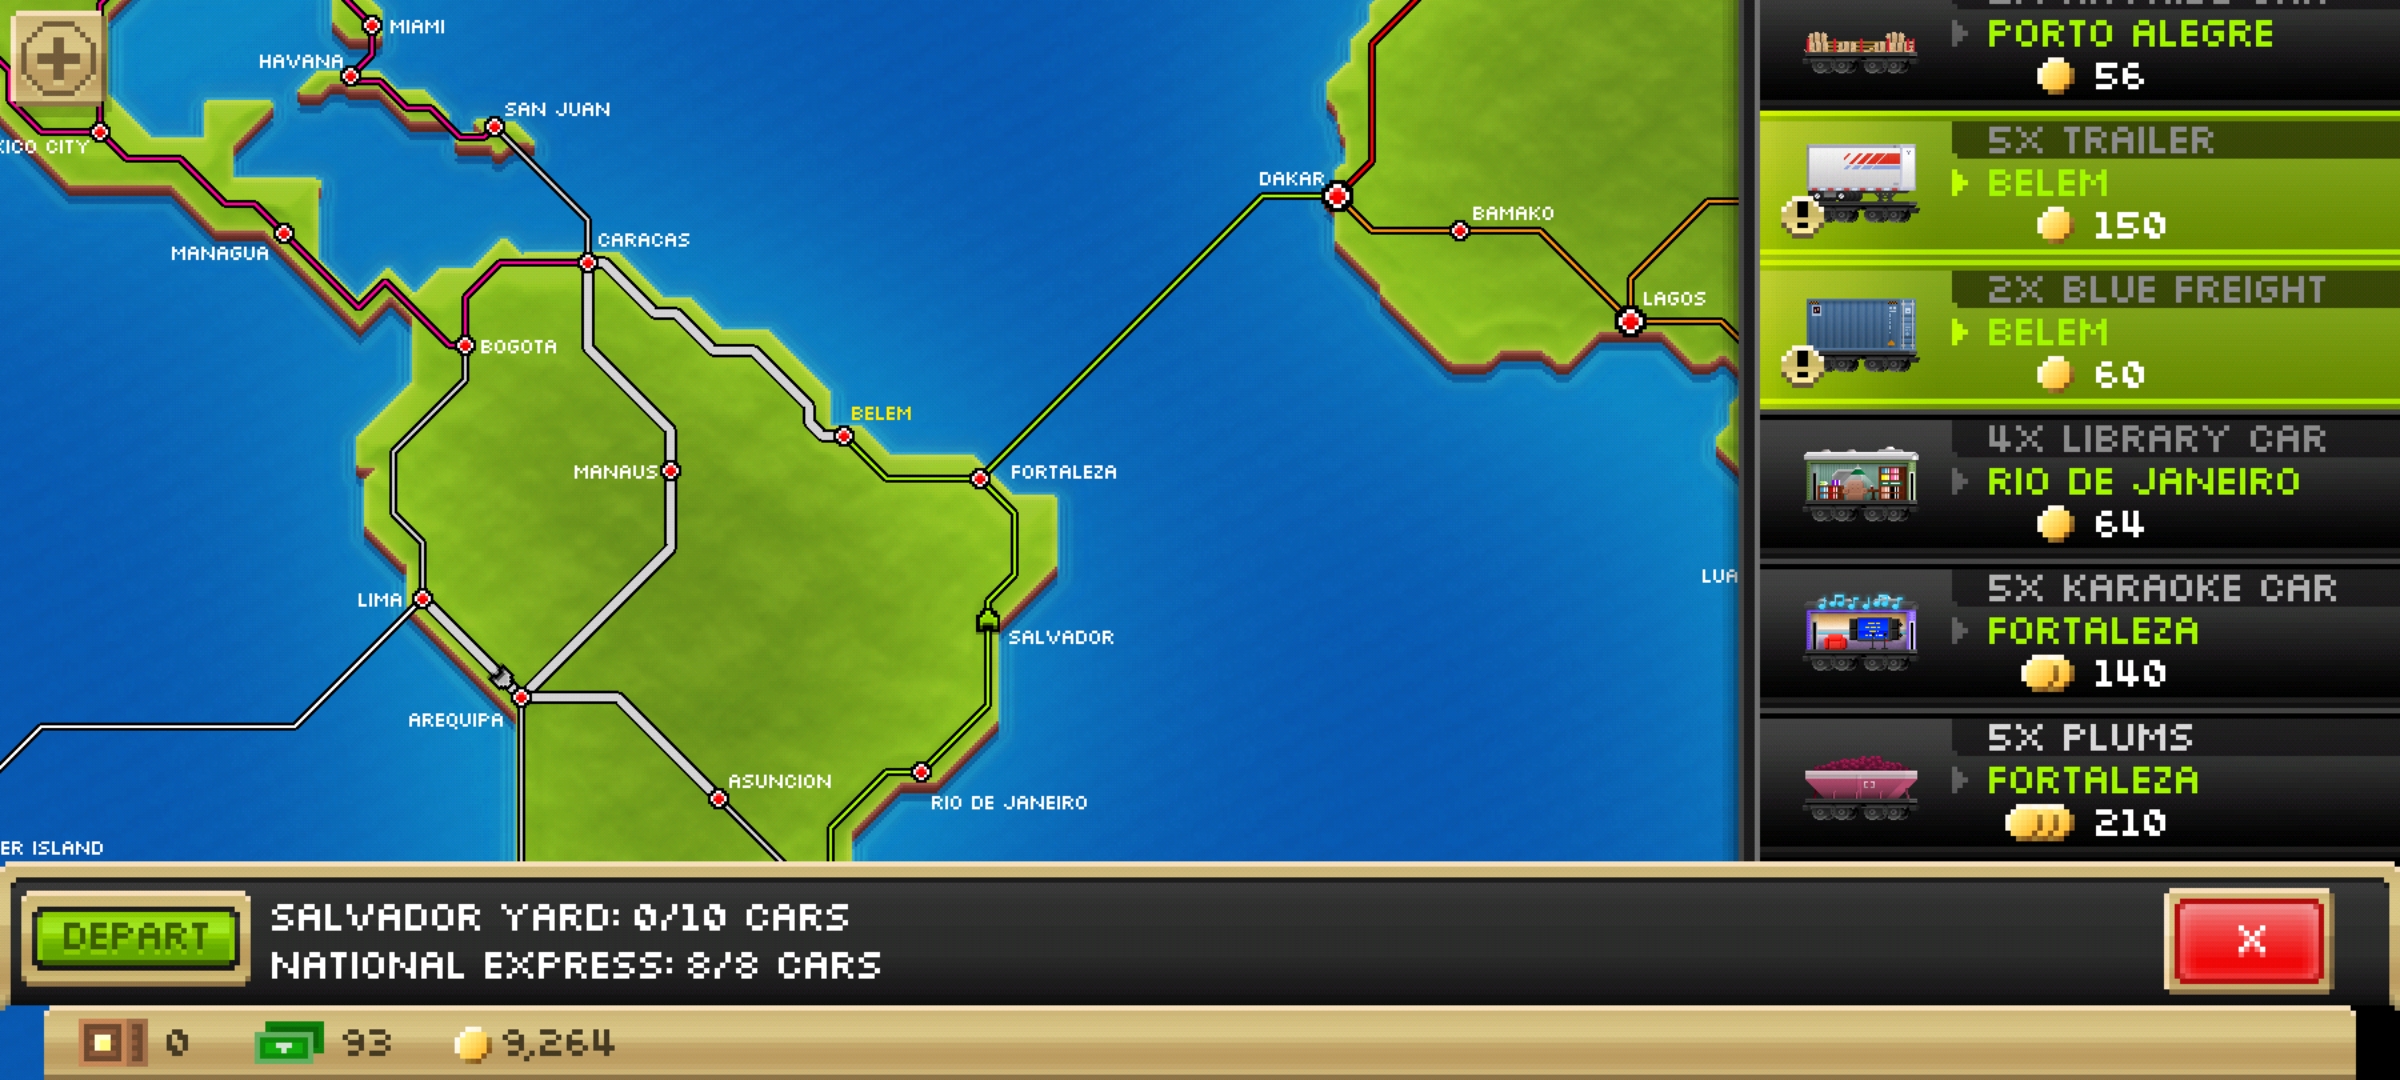 MIAMI
HAVANA
SAN JUAN
XICO CITY
MANAGUA
CARACAS
BOGOTA
DAKAR
BAMAKO
LAGOS
BELEM
MANAUS
FORTALEZA
LUA
LIMA
SALVADOR
AREQUIPA
ASUNCION
RIO DE JANEIRO
ER ISLAND
PORTO ALEGRE
56
5X TRAILER
BELEM
150
2X BLUE FREIGHT
BELEM
60
4X LIBRARY CAR
RIO DE JANEIRO
64
5X KARAOKE CAR
FORTALEZA
140
5X PLUMS
FORTALEZA
210
DEPART
SALVADOR YARD: 0/10 CARS
NATIONAL EXPRESS: 8/8 CARS
X
0
93
9,264